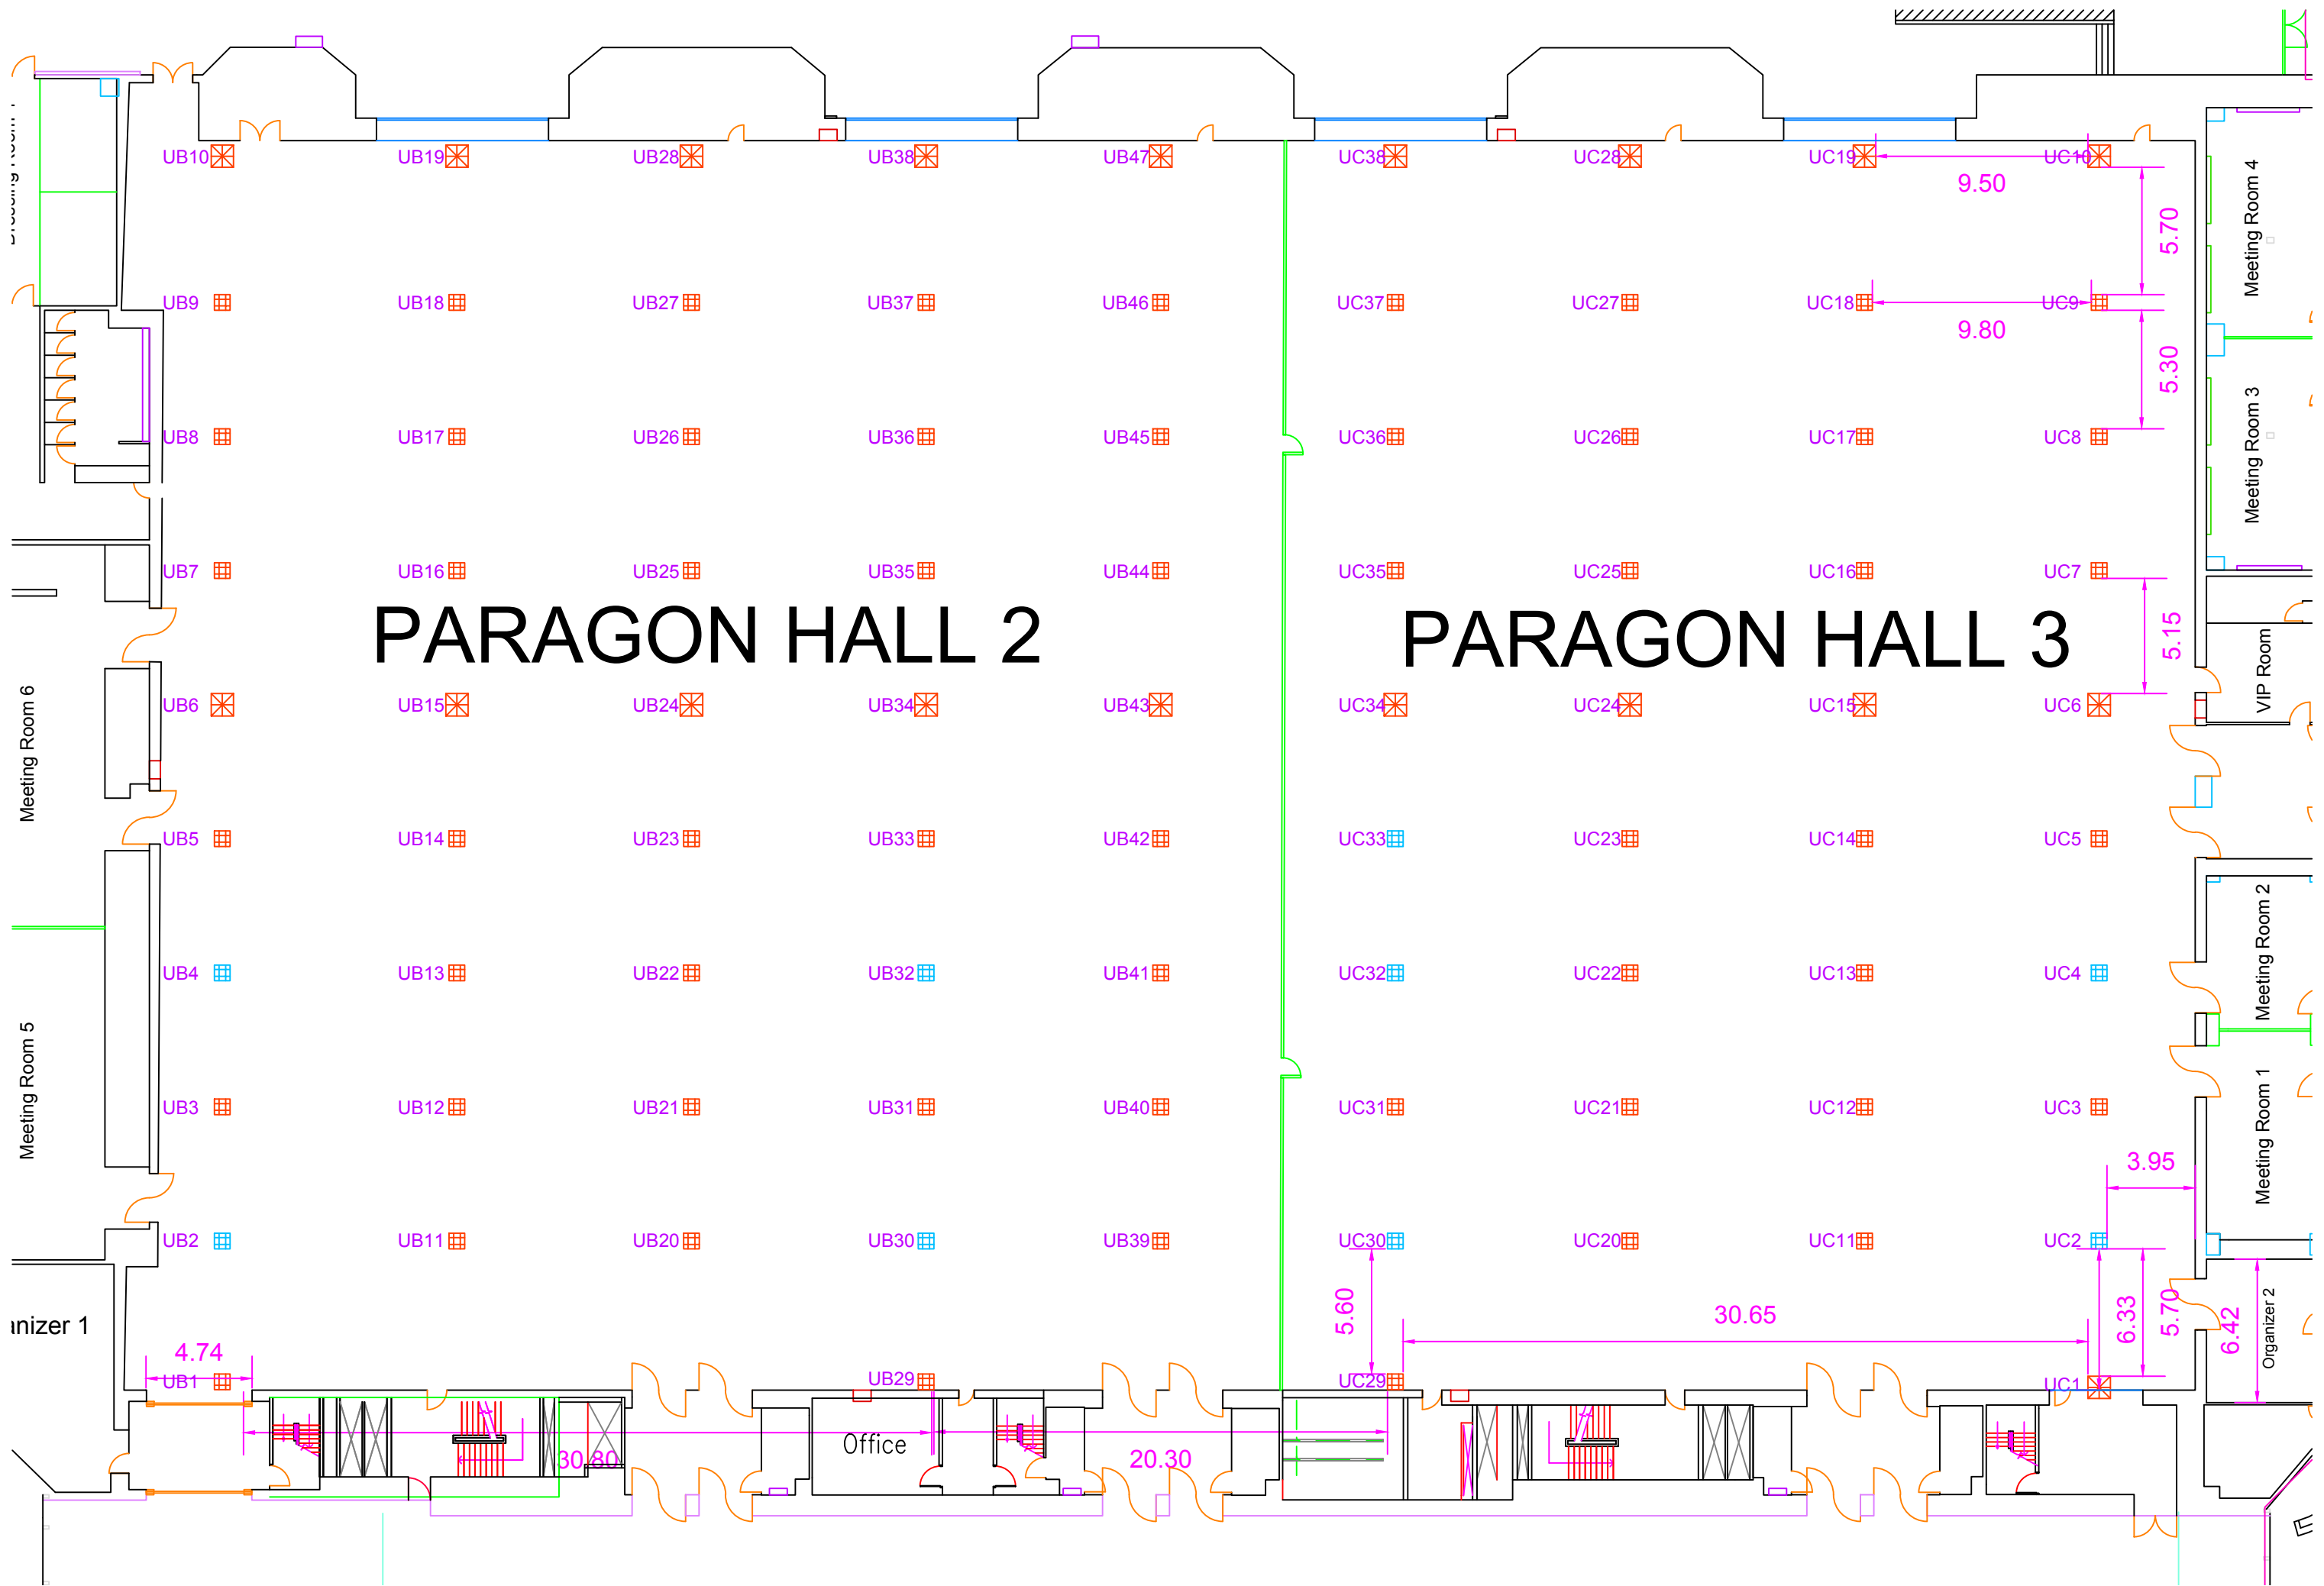 UB10 UB19 UB28 UB38 UB47 UC38 UC28 UC19 UC10
9.50
Meeting Room 4
5.70
UB9 UB18 UB27 UB37 UB46 UC37 UC27 UC18 UC9
9.80
5.30
UB8 UB17 UB26 UB36 UB45 UC36 UC26 UC17 UC8
Meeting Room 3
UB7 UB16 UB25 UB35 UB44 UC35 UC25 UC16 UC7
PARAGON HALL 2 PARAGON HALL 3
5.15
VIP Room
Meeting Room 6
UB6 UB15 UB24 UB34 UB43 UC34 UC24 UC15 UC6
UB5 UB14 UB23 UB33 UB42 UC33 UC23 UC14 UC5
Meeting Room 2
UB4 UB13 UB22 UB32 UB41 UC32 UC22 UC13 UC4
Meeting Room 5
UB3 UB12 UB21 UB31 UB40 UC31 UC21 UC12 UC3
Meeting Room 1
3.95
UB2 UB11 UB20 UB30 UB39 UC30 UC20 UC11 UC2
anizer 1
5.60
30.65
6.33
5.70
6.42
Organizer 2
4.74
UB1 UB29 UC29 UC1
Office
30.80
20.30